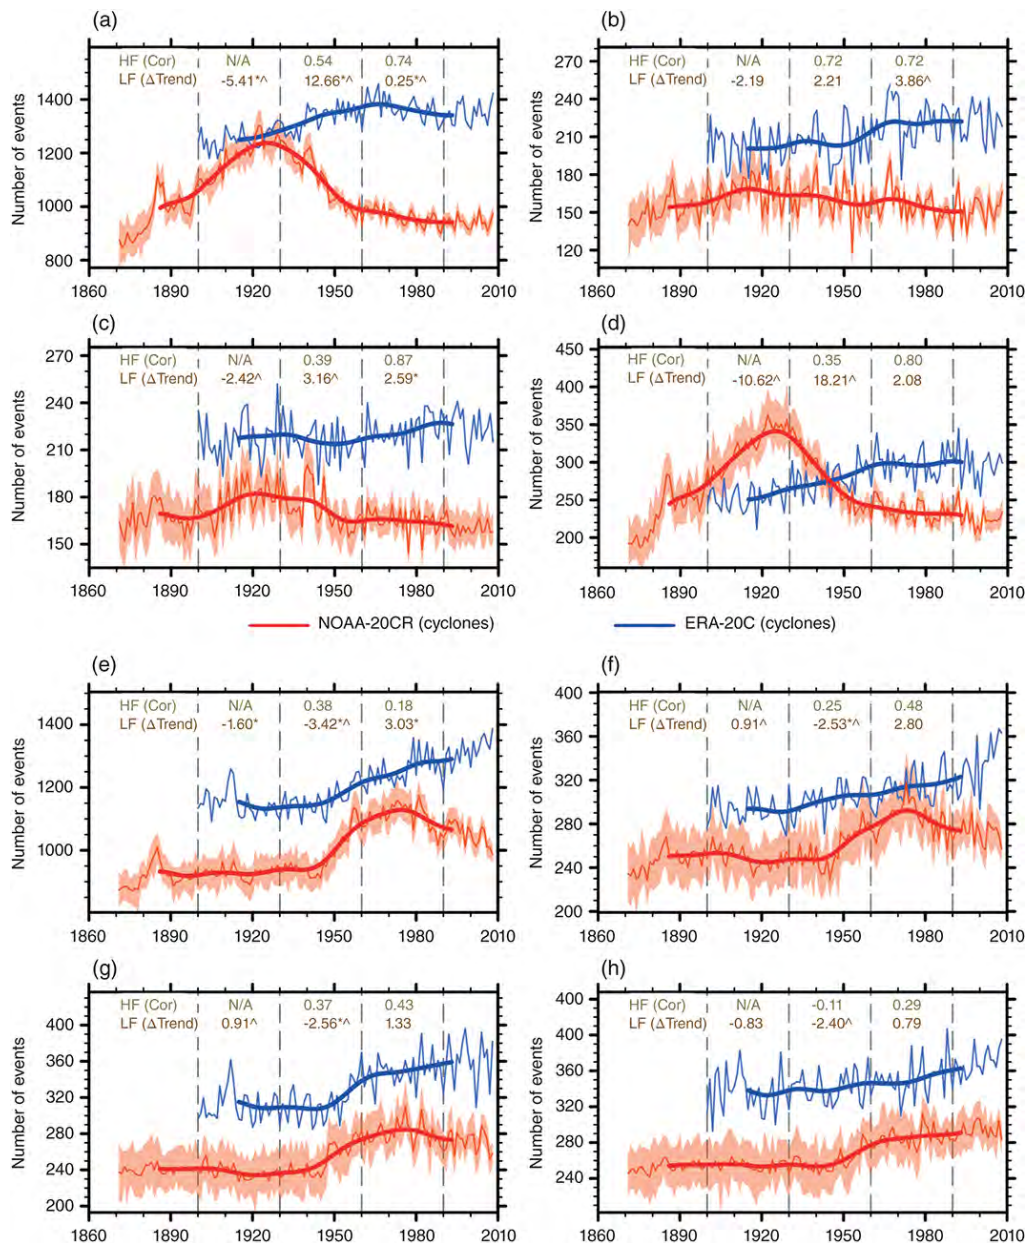 (a)
HF (Cor) N/A 0.54 0.74
LF (ΔTrend) -5.41*^ 12.66*^ 0.25*^
Number of events
1400
1200
1000
800
1860 1890 1920 1950 1980 2010
(b)
HF (Cor) N/A 0.72 0.72
LF (ΔTrend) -2.19 2.21 3.86^
Number of events
270
240
210
180
150
120
1860 1890 1920 1950 1980 2010
(c)
HF (Cor) N/A 0.39 0.87
LF (ΔTrend) -2.42^ 3.16^ 2.59*
Number of events
270
240
210
180
150
1860 1890 1920 1950 1980 2010
(d)
HF (Cor) N/A 0.35 0.80
LF (ΔTrend) -10.62^ 18.21^ 2.08
Number of events
450
400
350
300
250
200
1860 1890 1920 1950 1980 2010
NOAA-20CR (cyclones) ERA-20C (cyclones)
(e)
HF (Cor) N/A 0.38 0.18
LF (ΔTrend) -1.60* -3.42*^ 3.03*
Number of events
1400
1200
1000
1860 1890 1920 1950 1980 2010
(f)
HF (Cor) N/A 0.25 0.48
LF (ΔTrend) 0.91^ -2.53*^ 2.80
Number of events
400
360
320
280
240
200
1860 1890 1920 1950 1980 2010
(g)
HF (Cor) N/A 0.37 0.43
LF (ΔTrend) 0.91^ -2.56*^ 1.33
Number of events
400
360
320
280
240
200
1860 1890 1920 1950 1980 2010
(h)
HF (Cor) N/A -0.11 0.29
LF (ΔTrend) -0.83 -2.40^ 0.79
Number of events
400
360
320
280
240
200
1860 1890 1920 1950 1980 2010